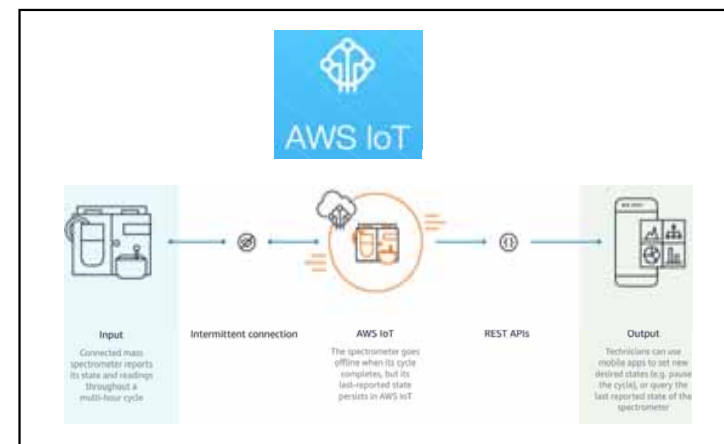 AWS IoT
Input
Connected mass
spectrometer reports
its state and readings
throughout a
multi-hour cycle
Intermittent connection
AWS IoT
The spectrometer goes
offline when its cycle
completes, but its
last-reported state
persists in AWS IoT
REST APIs
Output
Technicians can use
mobile apps to set new
desired states (e.g. pause
the cycle), or query the
last reported state of the
spectrometer